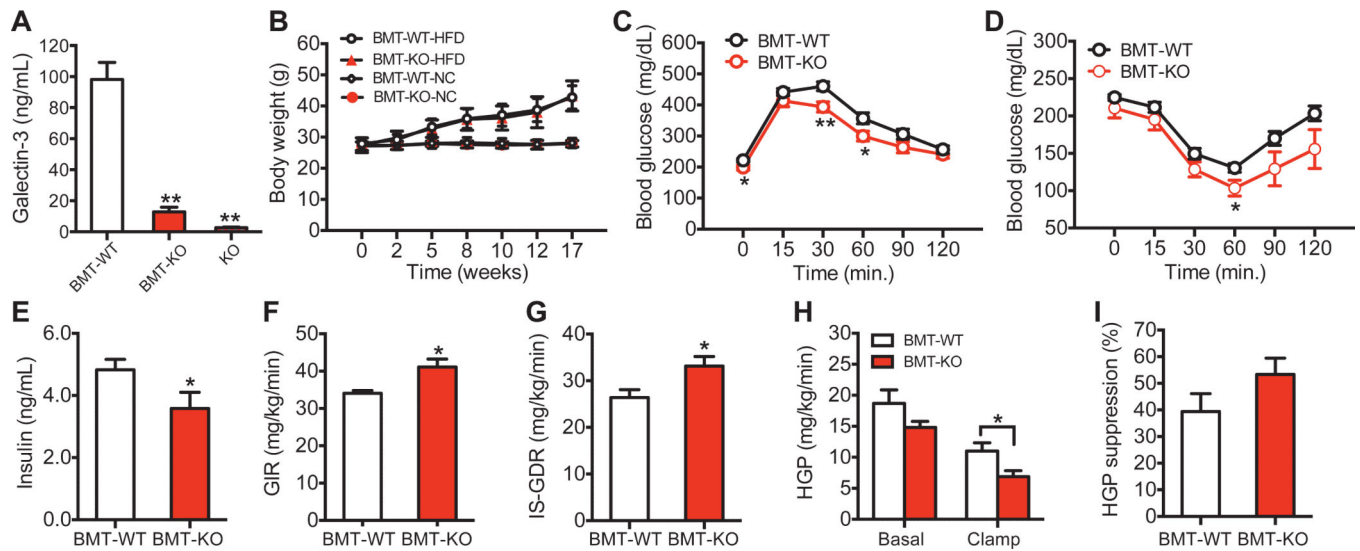 A
Galectin-3 (ng/mL)
120
100
80
60
40
20
0
**
**
BMT-WT
BMT-KO
KO
B
BMT-WT-HFD
BMT-KO-HFD
BMT-WT-NC
BMT-KO-NC
Body weight (g)
60
50
40
30
20
10
0
0 2 5 8 10 12 17
Time (weeks)
C
BMT-WT
BMT-KO
Blood glucose (mg/dL)
600
400
200
0
*
**
*
0 15 30 60 90 120
Time (min.)
D
BMT-WT
BMT-KO
Blood glucose (mg/dL)
300
250
200
150
100
50
*
0 15 30 60 90 120
Time (min.)
E
Insulin (ng/mL)
6.0
4.0
2.0
0
*
BMT-WT BMT-KO
F
GIR (mg/kg/min)
50
40
30
20
10
0
*
BMT-WT BMT-KO
G
IS-GDR (mg/kg/min)
40
30
20
10
0
*
BMT-WT BMT-KO
H
BMT-WT
BMT-KO
HGP (mg/kg/min)
30
25
20
15
10
5
0
*
Basal Clamp
I
HGP suppression (%)
70
60
50
40
30
20
10
0
BMT-WT BMT-KO